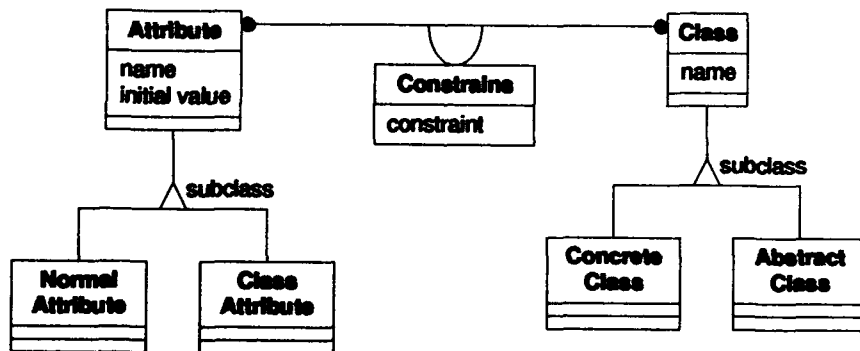 Attribute
name
initial value
Constrains
constraint
Class
name
subclass
subclass
Normal
Attribute
Class
Attribute
Concrete
Class
Abstract
Class